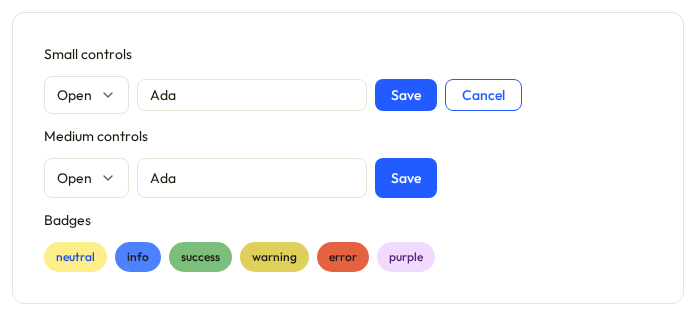 Small controls
Open Ada Save Cancel
Medium controls
Open Ada Save
Badges
neutral info success warning error purple